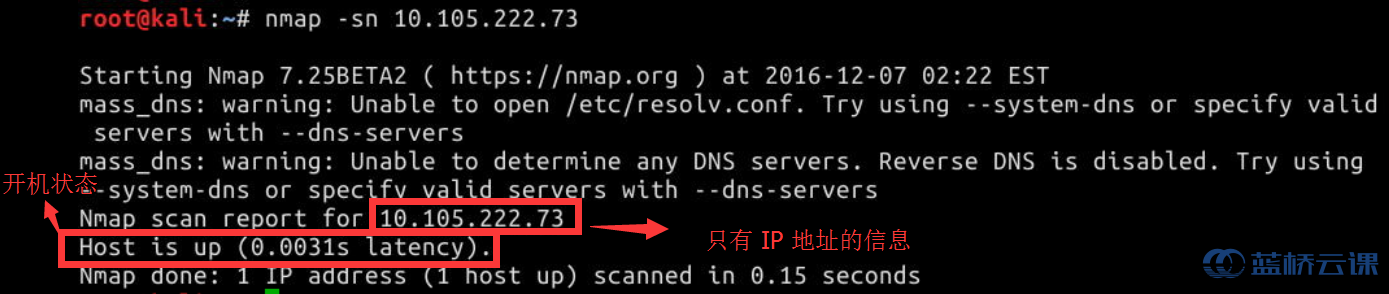 root@kali:~# nmap -sn 10.105.222.73
Starting Nmap 7.25BETA2 ( https://nmap.org ) at 2016-12-07 02:22 EST
mass_dns: warning: Unable to open /etc/resolv.conf. Try using --system-dns or specify valid
servers with --dns-servers
mass_dns: warning: Unable to determine any DNS servers. Reverse DNS is disabled. Try using
开机状态
--system-dns or specify valid servers with --dns-servers
Nmap scan report for 10.105.222.73
只有 IP 地址的信息
Host is up (0.0031s latency).
蓝桥云课
Nmap done: 1 IP address (1 host up) scanned in 0.15 seconds